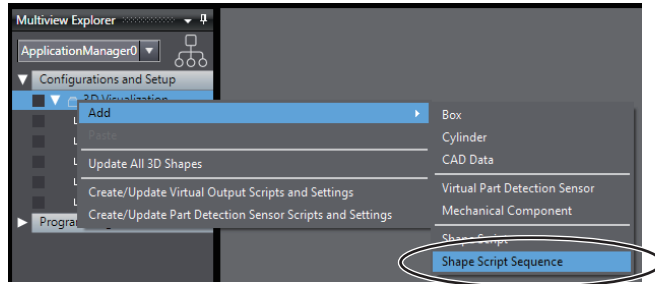 Multiview Explorer
ApplicationManager0
Configurations and Setup
3D Visualization
Add
Paste
Update All 3D Shapes
Create/Update Virtual Output Scripts and Settings
Create/Update Part Detection Sensor Scripts and Settings
Box
Cylinder
CAD Data
Virtual Part Detection Sensor
Mechanical Component
Shape Script
Shape Script Sequence